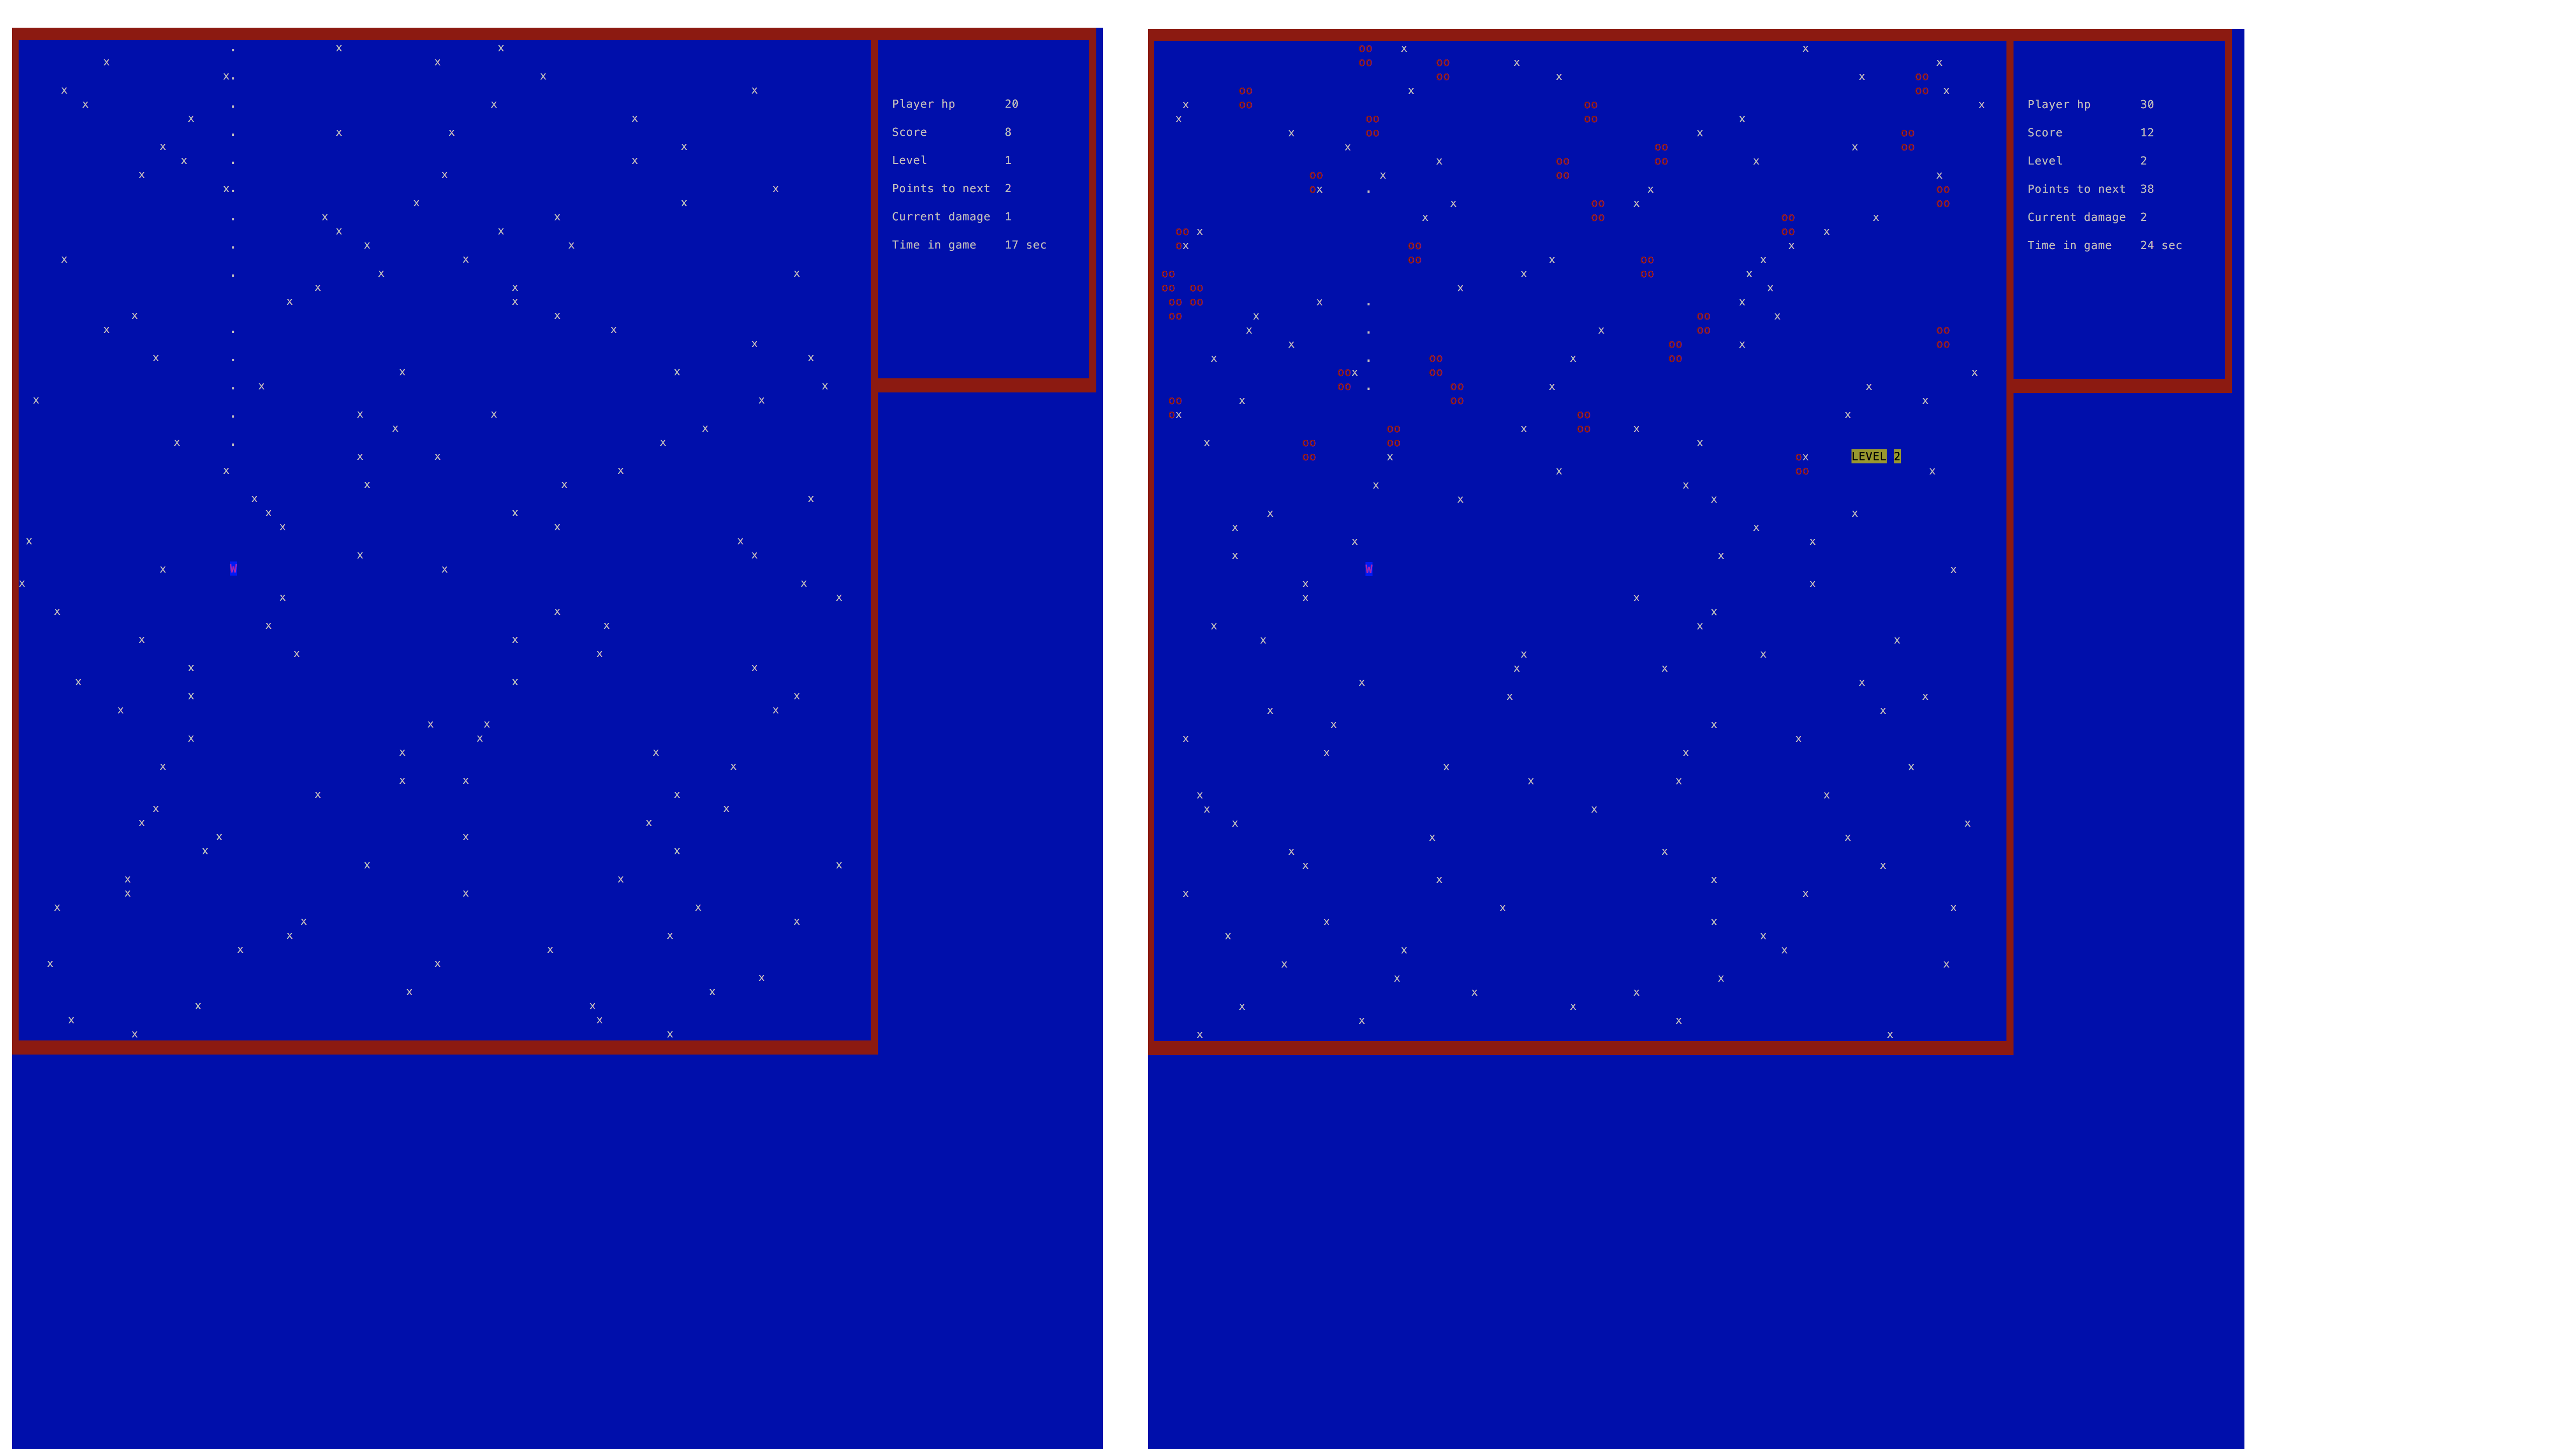 Player hp 20
Score 8
Level 1
Points to next 2
Current damage 1
Time in game 17 sec
W
Player hp 30
Score 12
Level 2
Points to next 38
Current damage 2
Time in game 24 sec
LEVEL 2
W